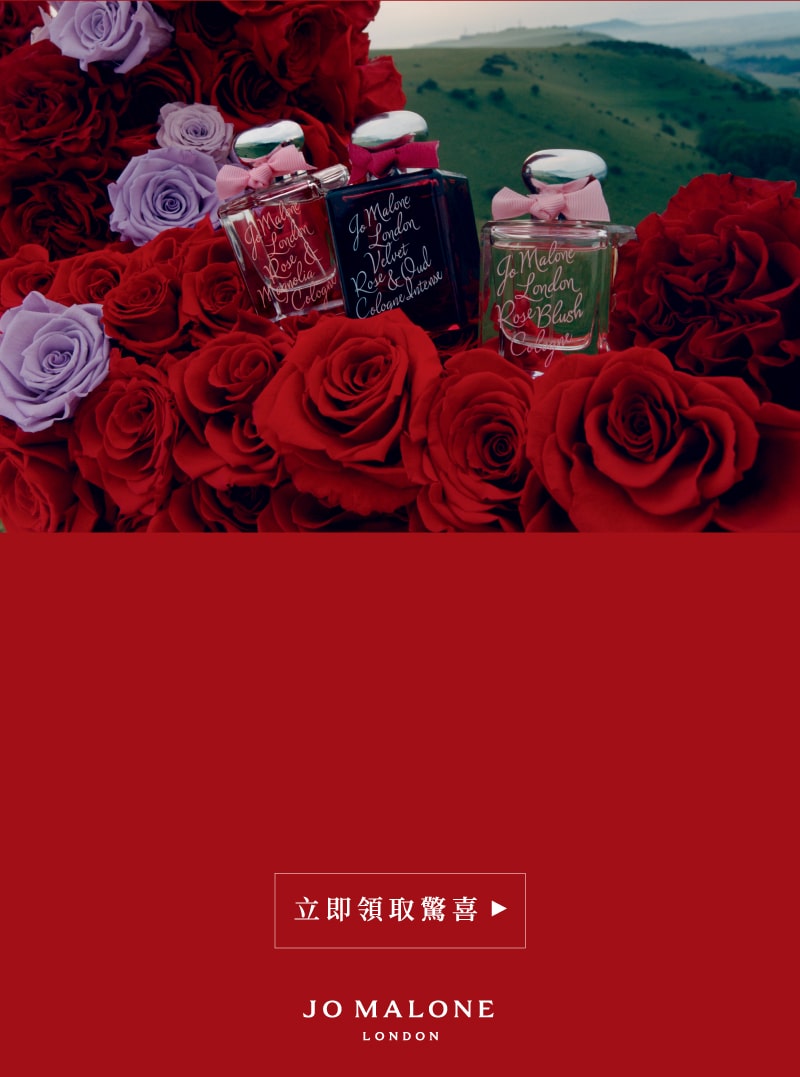 Jo Malone
London
Rose &
Magnolia
Cologne
Jo Malone
London
Velvet
Rose & Oud
Cologne Intense
Jo Malone
London
Rose Blush
Cologne
立即領取驚喜 ▶
JO MALONE
LONDON